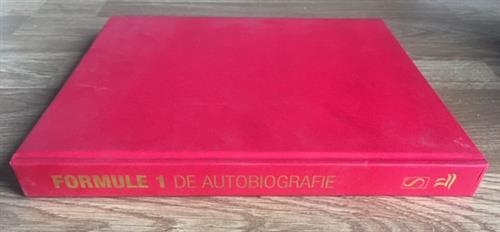 FORMULE 1 DE AUTOBIOGRAFIE